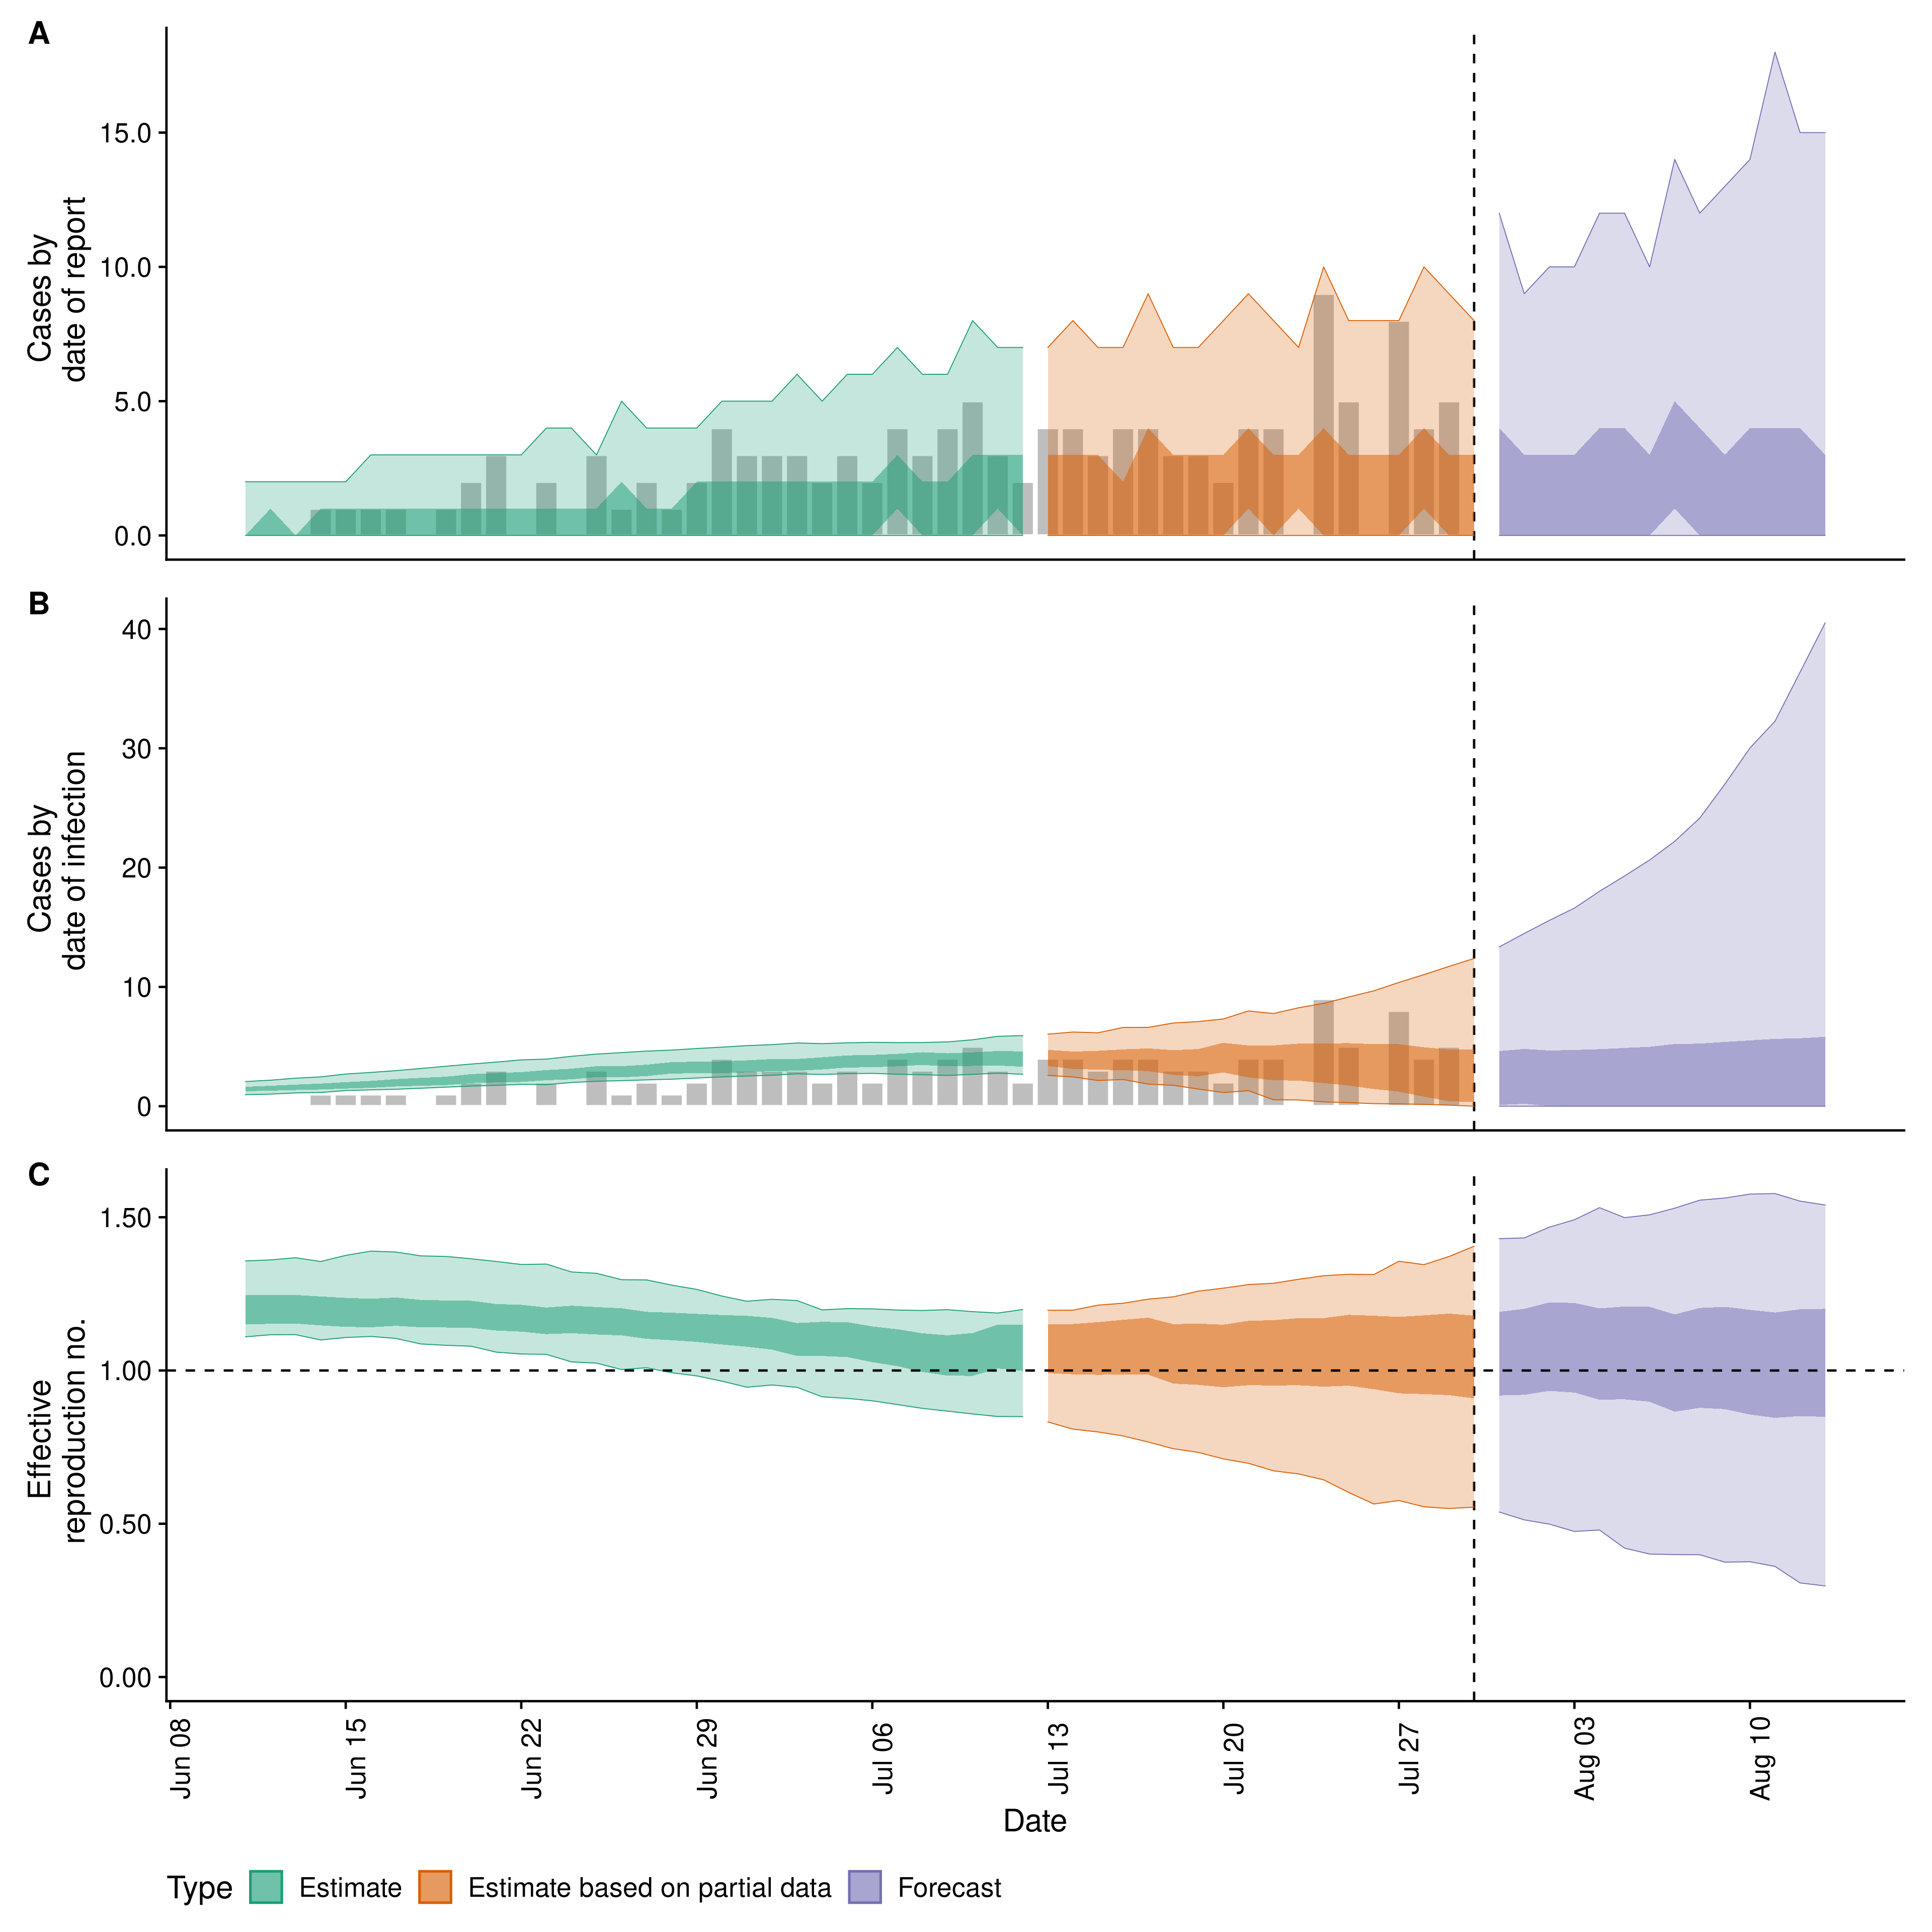 A
Cases by
date of report
15.0
10.0
5.0
0.0
B
Cases by
date of infection
40
30
20
10
0
C
Effective
reproduction no.
1.50
1.00
0.50
0.00
Jun 08
Jun 15
Jun 22
Jun 29
Jul 06
Jul 13
Jul 20
Jul 27
Aug 03
Aug 10
Date
Type Estimate Estimate based on partial data Forecast